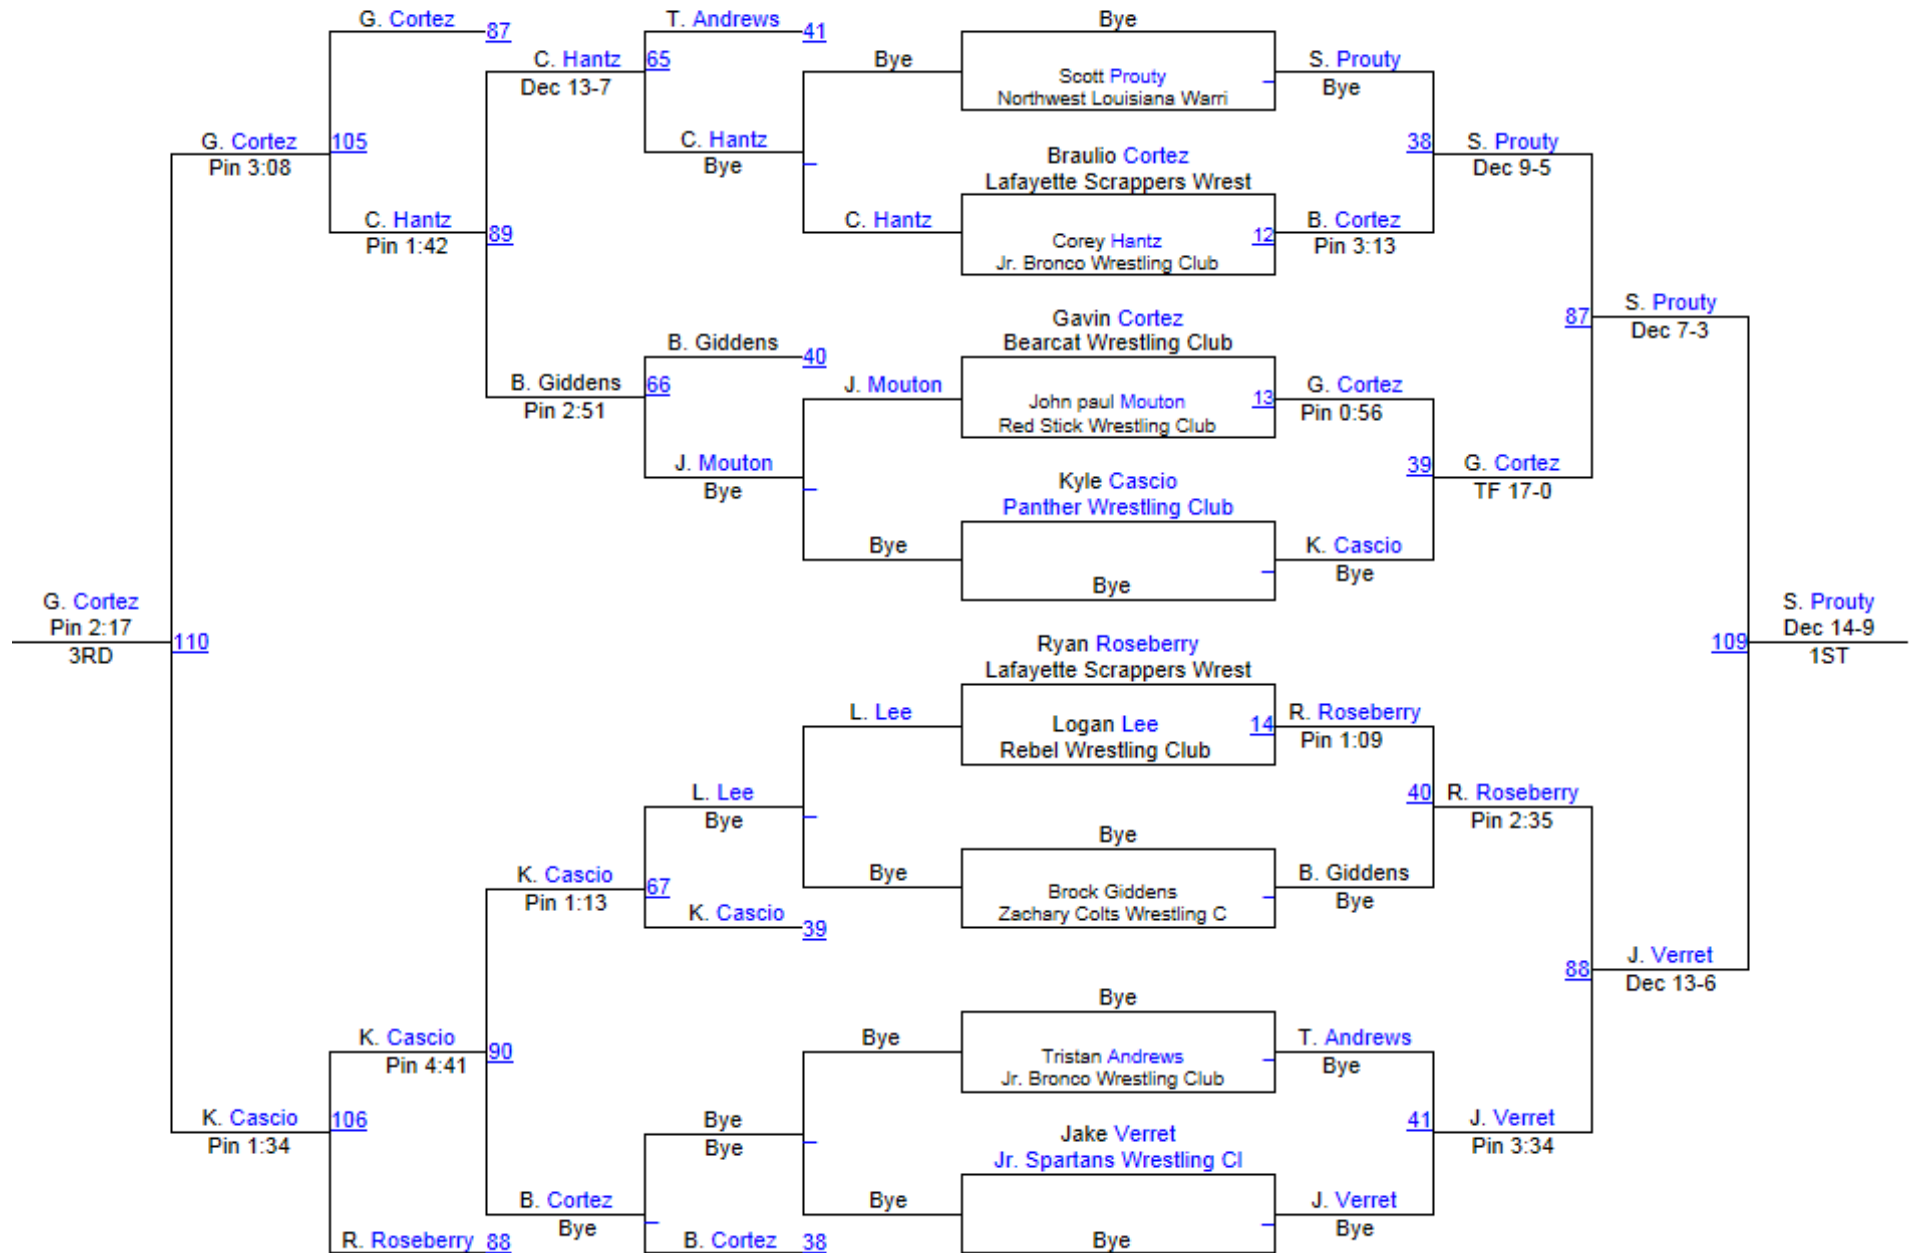 G. Cortez
87
C. Hantz
Dec 13-7
T. Andrews
41
65
Bye
Bye
Scott Prouty
Northwest Louisiana Warri
S. Prouty
Bye
G. Cortez
Pin 3:08
105
C. Hantz
Bye
Braulio Cortez
Lafayette Scrappers Wrest
38
S. Prouty
Dec 9-5
C. Hantz
Pin 1:42
89
C. Hantz
Corey Hantz
Jr. Bronco Wrestling Club
12
B. Cortez
Pin 3:13
Gavin Cortez
Bearcat Wrestling Club
87
S. Prouty
Dec 7-3
B. Giddens
40
B. Giddens
Pin 2:51
66
J. Mouton
John paul Mouton
Red Stick Wrestling Club
13
G. Cortez
Pin 0:56
J. Mouton
Bye
Kyle Cascio
Panther Wrestling Club
39
G. Cortez
TF 17-0
Bye
Bye
K. Cascio
Bye
G. Cortez
Pin 2:17
3RD
110
Ryan Roseberry
Lafayette Scrappers Wrest
109
S. Prouty
Dec 14-9
1ST
L. Lee
Logan Lee
Rebel Wrestling Club
14
R. Roseberry
Pin 1:09
L. Lee
Bye
40
R. Roseberry
Pin 2:35
K. Cascio
Pin 1:13
67
K. Cascio
39
Bye
Bye
Brock Giddens
Zachary Colts Wrestling C
B. Giddens
Bye
88
J. Verret
Dec 13-6
K. Cascio
Pin 4:41
90
Bye
Bye
Tristan Andrews
Jr. Bronco Wrestling Club
T. Andrews
Bye
K. Cascio
Pin 1:34
106
Bye
Bye
Jake Verret
Jr. Spartans Wrestling Cl
41
J. Verret
Pin 3:34
R. Roseberry
88
B. Cortez
Bye
B. Cortez
38
Bye
Bye
J. Verret
Bye